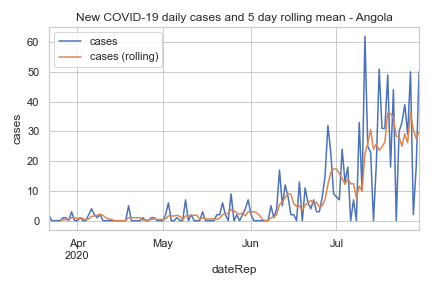 New COVID-19 daily cases and 5 day rolling mean - Angola
cases
cases (rolling)
60
50
40
30
20
10
0
cases
Apr
2020
May
Jun
Jul
dateRep